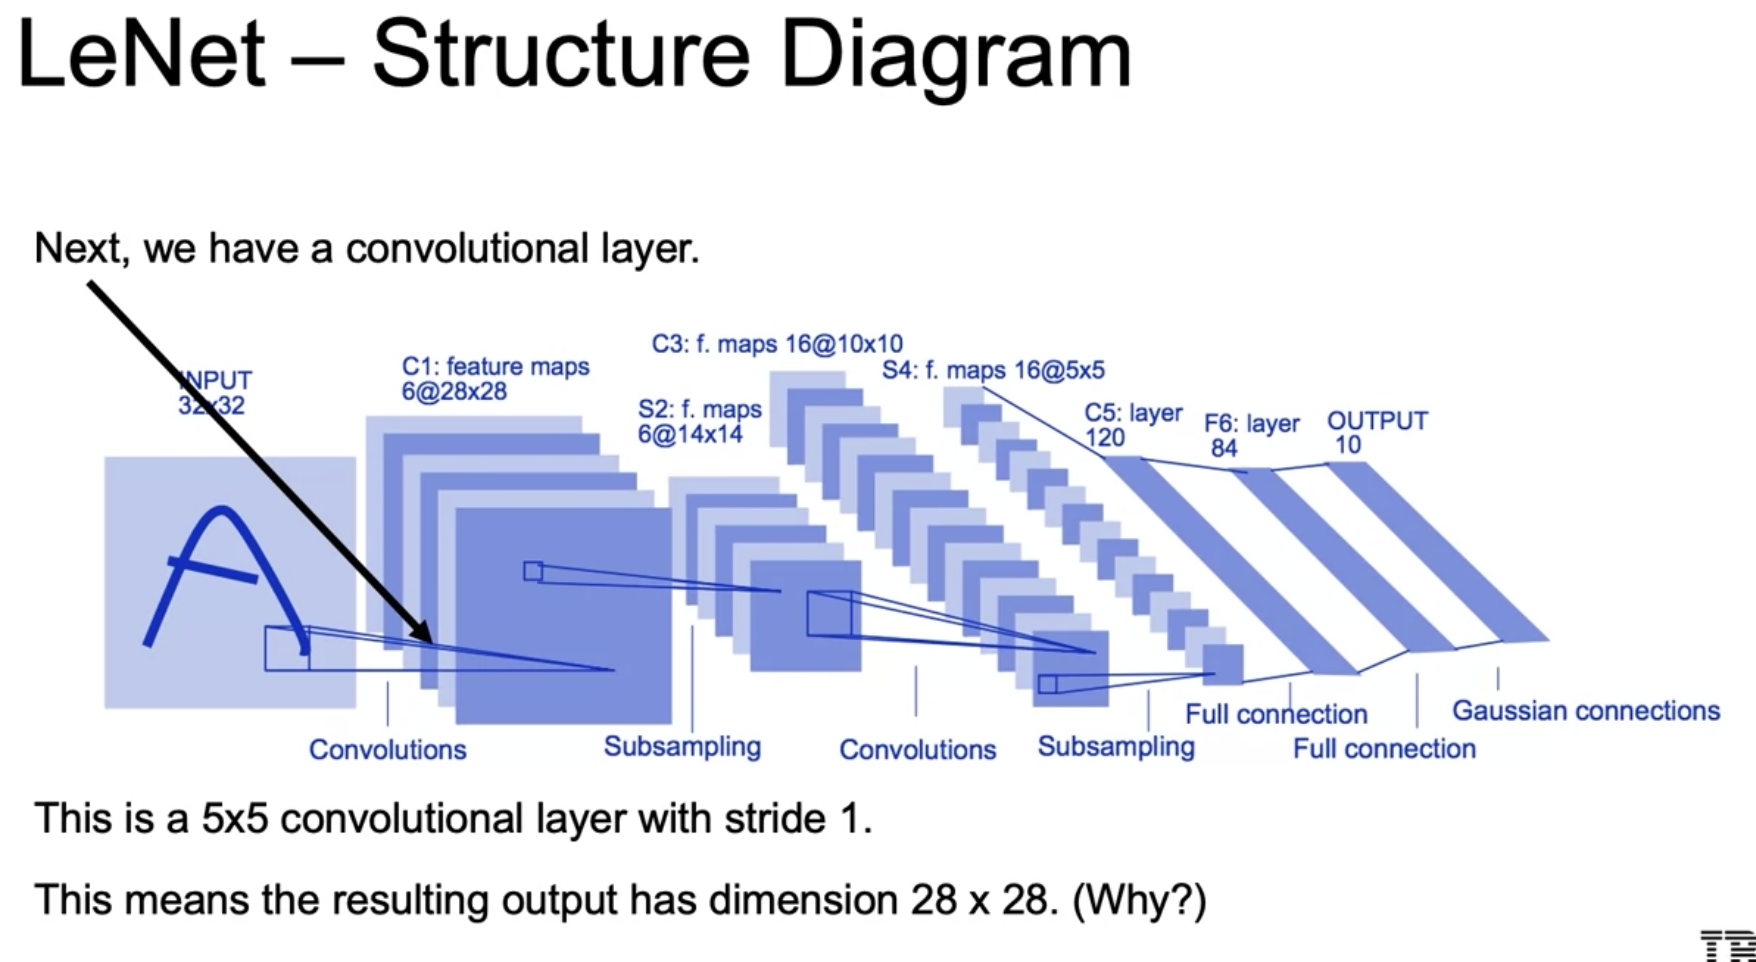 LeNet – Structure Diagram
Next, we have a convolutional layer.
INPUT
32x32
C1: feature maps
6@28x28
S2: f. maps
6@14x14
C3: f. maps 16@10x10
S4: f. maps 16@5x5
C5: layer
120
F6: layer
84
OUTPUT
10
Convolutions
Subsampling
Convolutions
Subsampling
Full connection
Full connection
Gaussian connections
This is a 5x5 convolutional layer with stride 1.
This means the resulting output has dimension 28 x 28. (Why?)